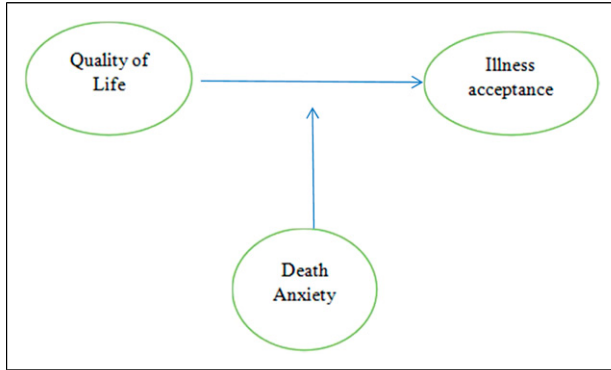 Quality of
Life
Illness
acceptance
Death
Anxiety